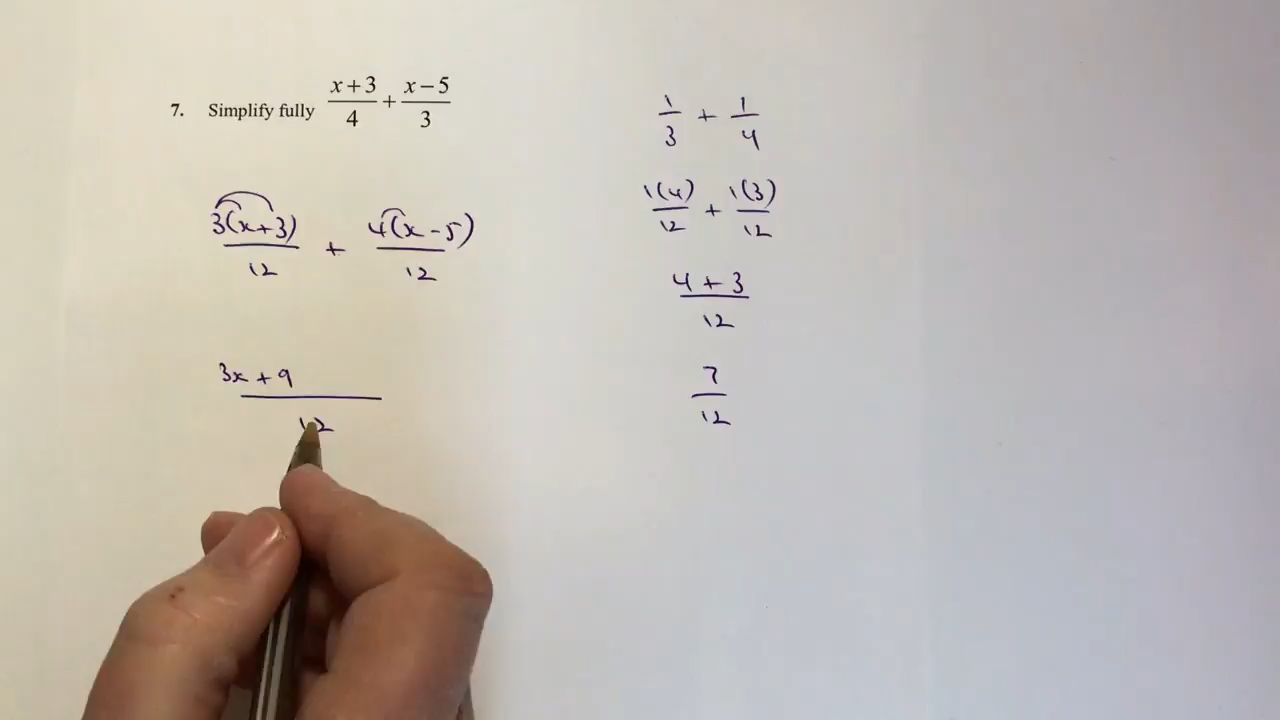 7. Simplify fully (x+3)/4 + (x−5)/3
3(x+3)/12 + 4(x-5)/12
3x + 9
12
1/3 + 1/4
1(4)/12 + 1(3)/12
4 + 3
12
7
12